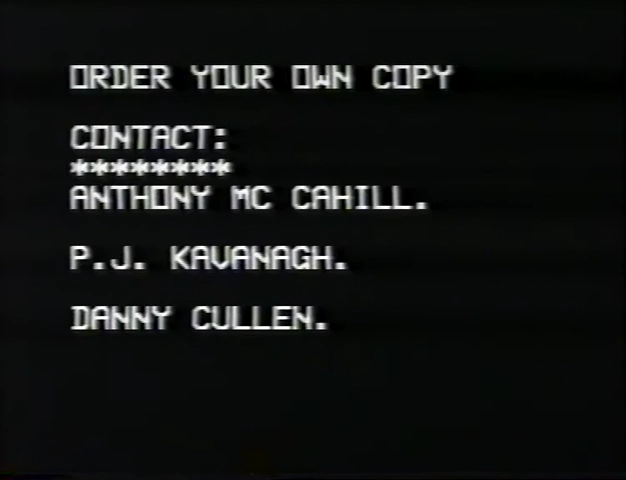 ORDER YOUR OWN COPY
CONTACT:
********
ANTHONY MC CAHILL.
P.J. KAVANAGH.
DANNY CULLEN.